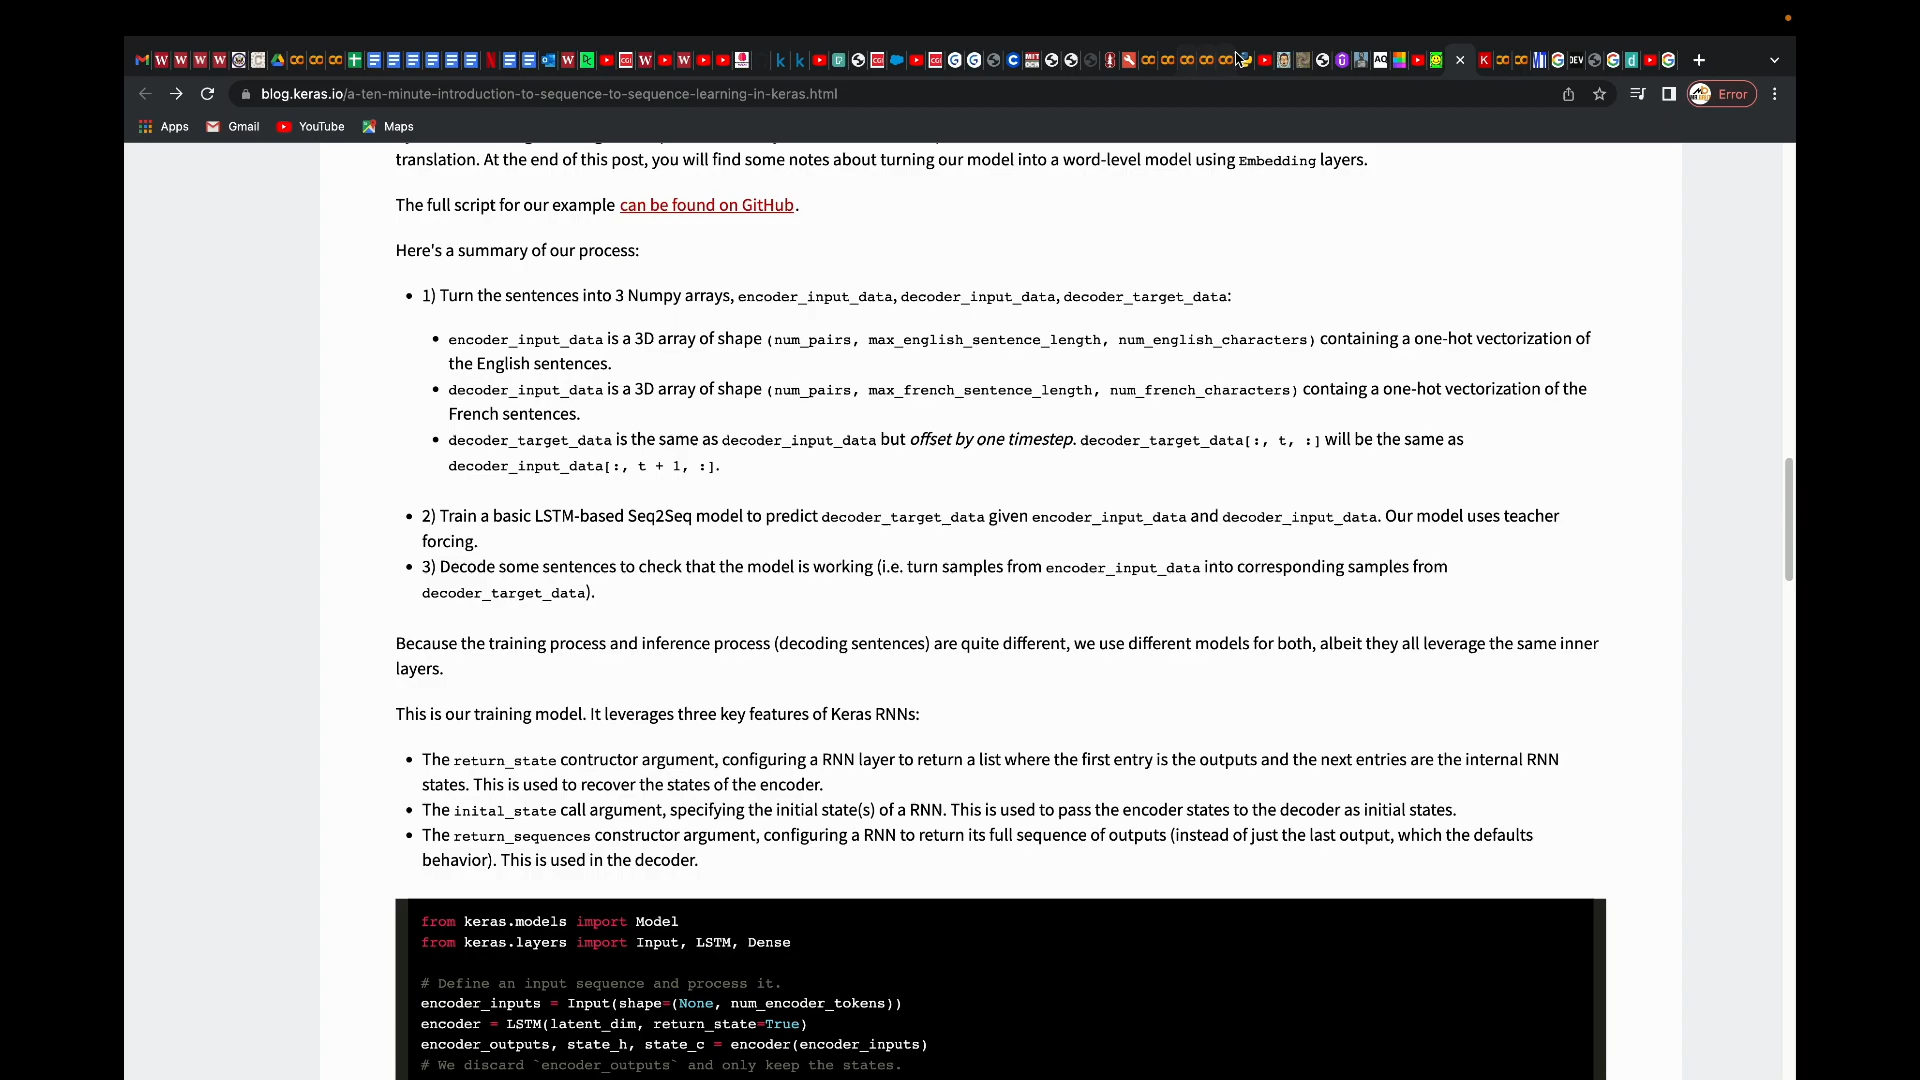 blog.keras.io/a-ten-minute-introduction-to-sequence-to-sequence-learning-in-keras.html
Error
Apps Gmail YouTube Maps
translation. At the end of this post, you will find some notes about turning our model into a word-level model using Embedding layers.
The full script for our example can be found on GitHub.
Here's a summary of our process:
• 1) Turn the sentences into 3 Numpy arrays, encoder_input_data, decoder_input_data, decoder_target_data:
• encoder_input_data is a 3D array of shape (num_pairs, max_english_sentence_length, num_english_characters) containing a one-hot vectorization of
the English sentences.
• decoder_input_data is a 3D array of shape (num_pairs, max_french_sentence_length, num_french_characters) containg a one-hot vectorization of the
French sentences.
• decoder_target_data is the same as decoder_input_data but offset by one timestep. decoder_target_data[:, t, :] will be the same as
decoder_input_data[:, t + 1, :].
• 2) Train a basic LSTM-based Seq2Seq model to predict decoder_target_data given encoder_input_data and decoder_input_data. Our model uses teacher
forcing.
• 3) Decode some sentences to check that the model is working (i.e. turn samples from encoder_input_data into corresponding samples from
decoder_target_data).
Because the training process and inference process (decoding sentences) are quite different, we use different models for both, albeit they all leverage the same inner
layers.
This is our training model. It leverages three key features of Keras RNNs:
• The return_state contructor argument, configuring a RNN layer to return a list where the first entry is the outputs and the next entries are the internal RNN
states. This is used to recover the states of the encoder.
• The inital_state call argument, specifying the initial state(s) of a RNN. This is used to pass the encoder states to the decoder as initial states.
• The return_sequences constructor argument, configuring a RNN to return its full sequence of outputs (instead of just the last output, which the defaults
behavior). This is used in the decoder.
from keras.models import Model
from keras.layers import Input, LSTM, Dense
# Define an input sequence and process it.
encoder_inputs = Input(shape=(None, num_encoder_tokens))
encoder = LSTM(latent_dim, return_state=True)
encoder_outputs, state_h, state_c = encoder(encoder_inputs)
# We discard `encoder_outputs` and only keep the states.